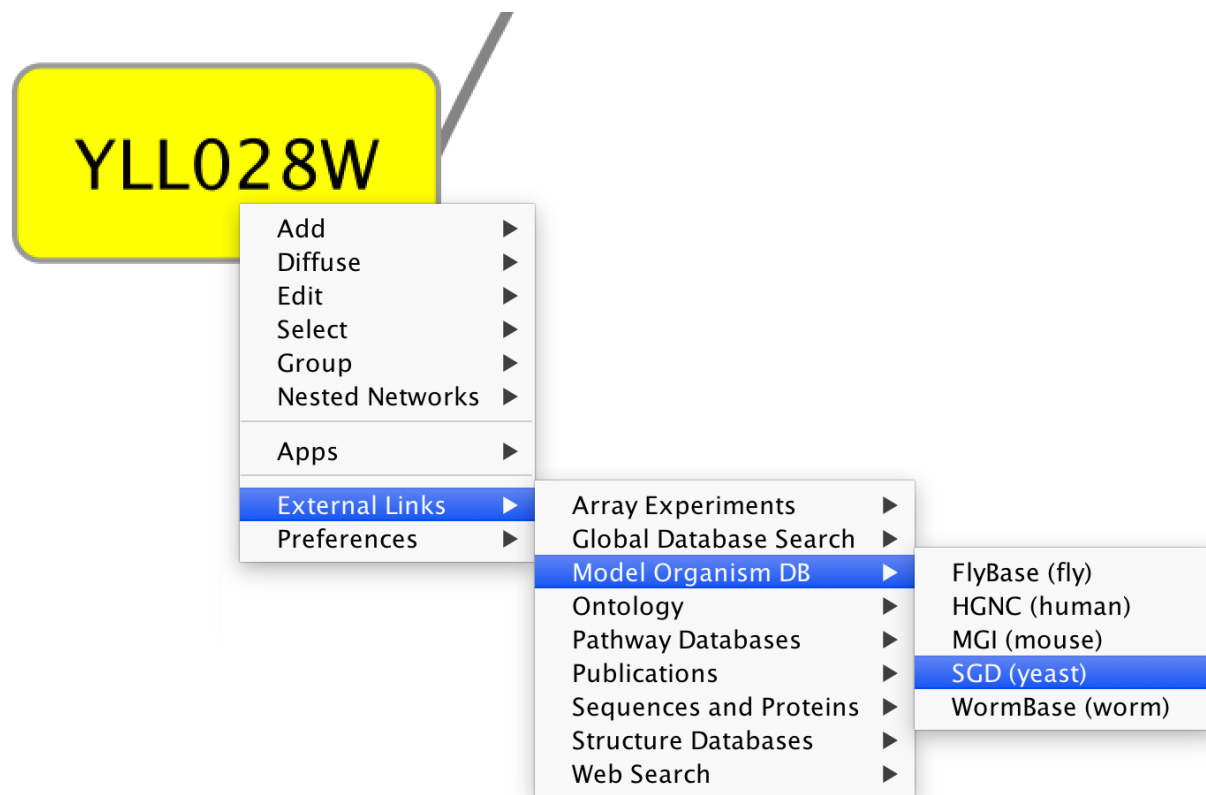 YLL028W
Add
Diffuse
Edit
Select
Group
Nested Networks
Apps
External Links
Preferences
Array Experiments
Global Database Search
Model Organism DB
Ontology
Pathway Databases
Publications
Sequences and Proteins
Structure Databases
Web Search
FlyBase (fly)
HGNC (human)
MGI (mouse)
SGD (yeast)
WormBase (worm)